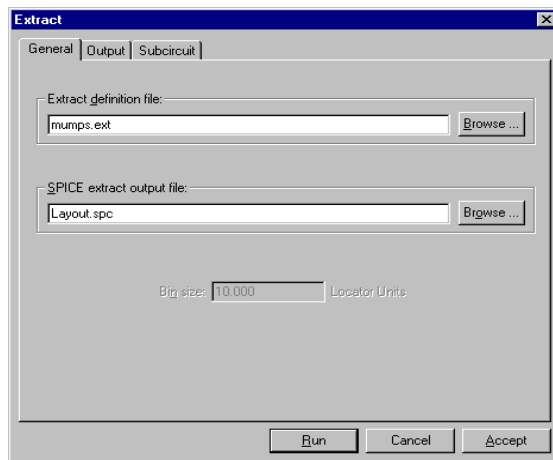 Extract
General Output Subcircuit
Extract definition file:
mumps.ext Browse ...
SPICE extract output file:
Layout.spc Browse ...
Bin size: 10.000 Locator Units
Run Cancel Accept